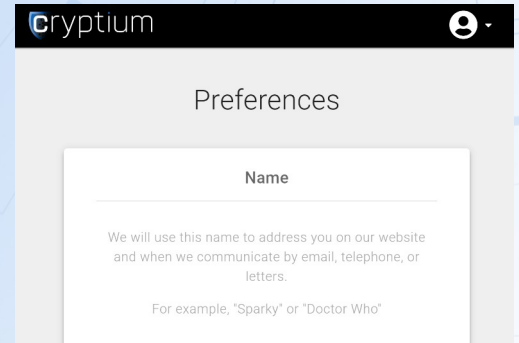 cryptium
Preferences
Name
We will use this name to address you on our website
and when we communicate by email, telephone, or
letters.
For example, "Sparky" or "Doctor Who"